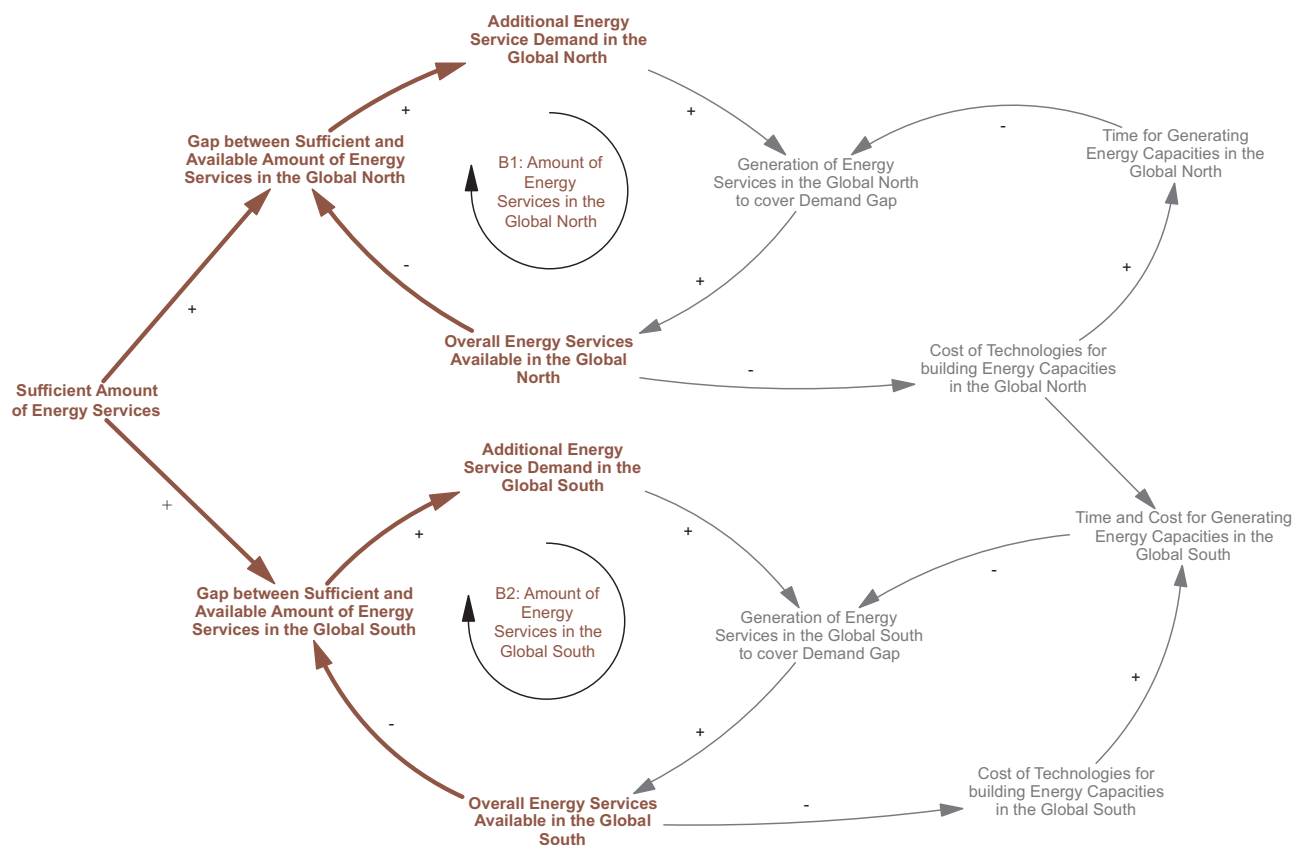 Additional Energy
Service Demand in the
Global North
+
+
-
Gap between Sufficient and
Available Amount of Energy
Services in the Global North
B1: Amount of
Energy
Services in the
Global North
Generation of Energy
Services in the Global North
to cover Demand Gap
Time for Generating
Energy Capacities in the
Global North
-
+
+
+
Overall Energy Services
Available in the Global
North
-
Cost of Technologies for
building Energy Capacities
in the Global North
Sufficient Amount
of Energy Services
Additional Energy
Service Demand in the
Global South
+
+
+
-
Time and Cost for Generating
Energy Capacities in the
Global South
Gap between Sufficient and
Available Amount of Energy
Services in the Global South
B2: Amount of
Energy
Services in the
Global South
Generation of Energy
Services in the Global South
to cover Demand Gap
-
+
+
Overall Energy Services
Available in the Global
South
-
Cost of Technologies for
building Energy Capacities
in the Global South